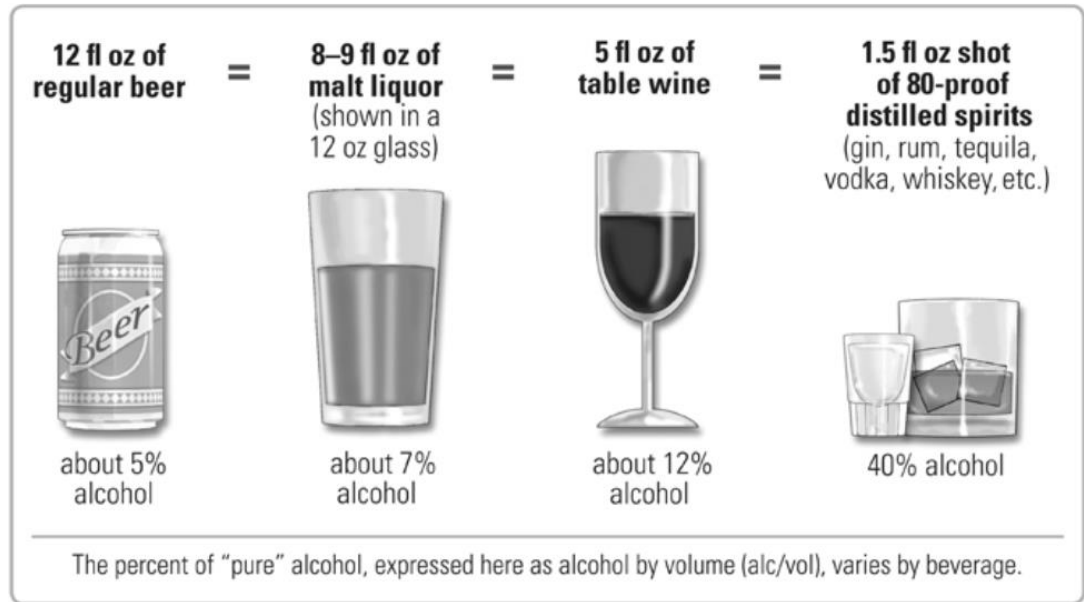 12 fl oz of
regular beer
=
8–9 fl oz of
malt liquor
(shown in a
12 oz glass)
=
5 fl oz of
table wine
=
1.5 fl oz shot
of 80-proof
distilled spirits
(gin, rum, tequila,
vodka, whiskey, etc.)
Beer
about 5%
alcohol
about 7%
alcohol
about 12%
alcohol
40% alcohol
The percent of “pure” alcohol, expressed here as alcohol by volume (alc/vol), varies by beverage.